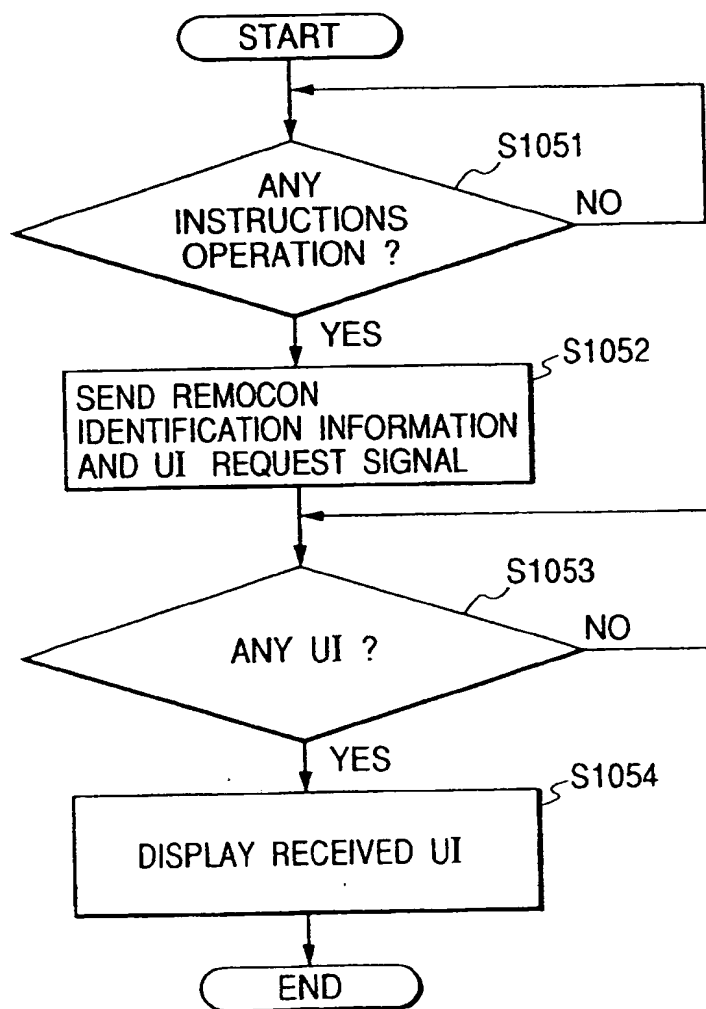 START
S1051
ANY
INSTRUCTIONS
OPERATION ?
NO
YES
S1052
SEND REMOCON
IDENTIFICATION INFORMATION
AND UI REQUEST SIGNAL
S1053
ANY UI ?
NO
YES
S1054
DISPLAY RECEIVED UI
END